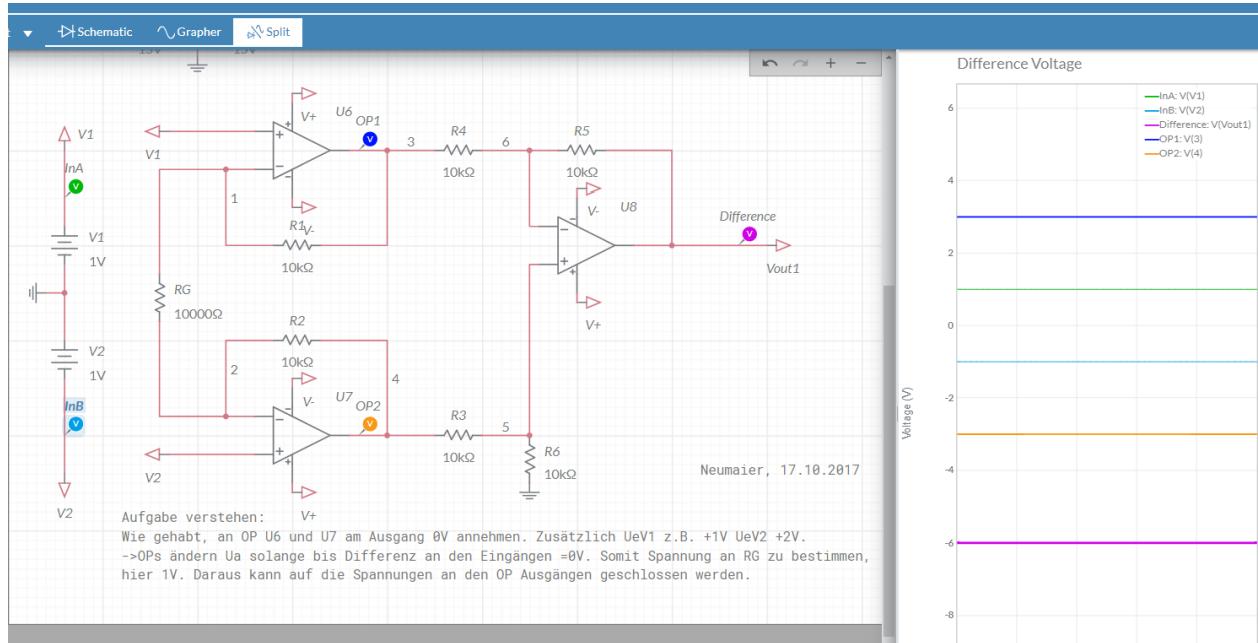 Schematic
Grapher
Split
15V
15V
Difference Voltage
InA: V(V1)
InB: V(V2)
Difference: V(Vout1)
OP1: V(3)
OP2: V(4)
6
4
2
0
-2
-4
-6
-8
Voltage (V)
V1
InA
V
V1
1V
V2
1V
InB
V
V2
V1
V+
U6
OP1
V
V-
1
R1
10kΩ
RG
10000Ω
R2
10kΩ
2
V-
U7
OP2
V
4
V2
V+
3
R4
10kΩ
6
R5
10kΩ
V-
U8
V+
Difference
V
Vout1
R3
10kΩ
5
R6
10kΩ
Neumaier, 17.10.2017
Aufgabe verstehen:
Wie gehabt, an OP U6 und U7 am Ausgang 0V annehmen. Zusätzlich UeV1 z.B. +1V UeV2 +2V.
->OPs ändern Ua solange bis Differenz an den Eingängen =0V. Somit Spannung an RG zu bestimmen,
hier 1V. Daraus kann auf die Spannungen an den OP Ausgängen geschlossen werden.